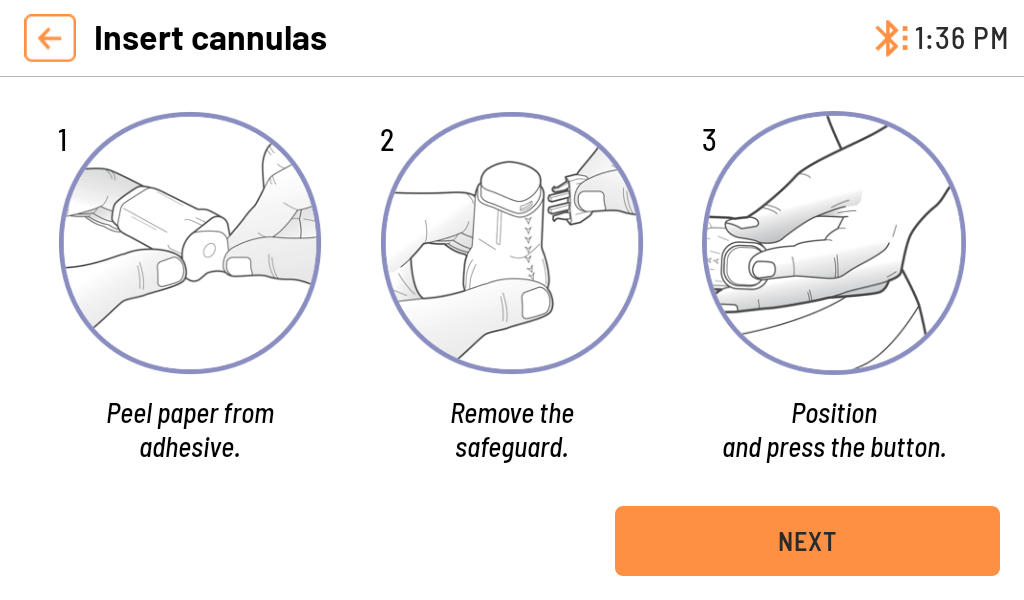 Insert cannulas
1:36 PM
1
2
3
Peel paper from
adhesive.
Remove the
safeguard.
Position
and press the button.
NEXT